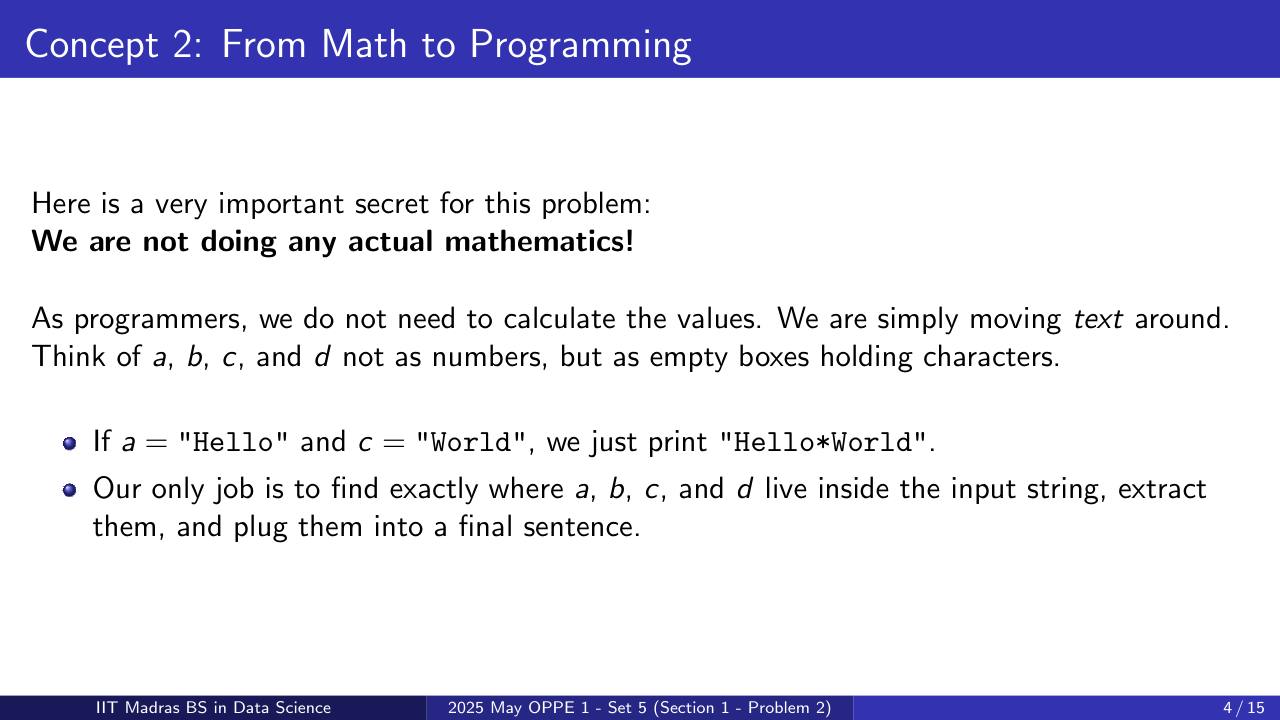 Concept 2: From Math to Programming
Here is a very important secret for this problem:
We are not doing any actual mathematics!
As programmers, we do not need to calculate the values. We are simply moving text around.
Think of a, b, c, and d not as numbers, but as empty boxes holding characters.
If a = "Hello" and c = "World", we just print "Hello*World".
Our only job is to find exactly where a, b, c, and d live inside the input string, extract
them, and plug them into a final sentence.
IIT Madras BS in Data Science
2025 May OPPE 1 - Set 5 (Section 1 - Problem 2)
4 / 15